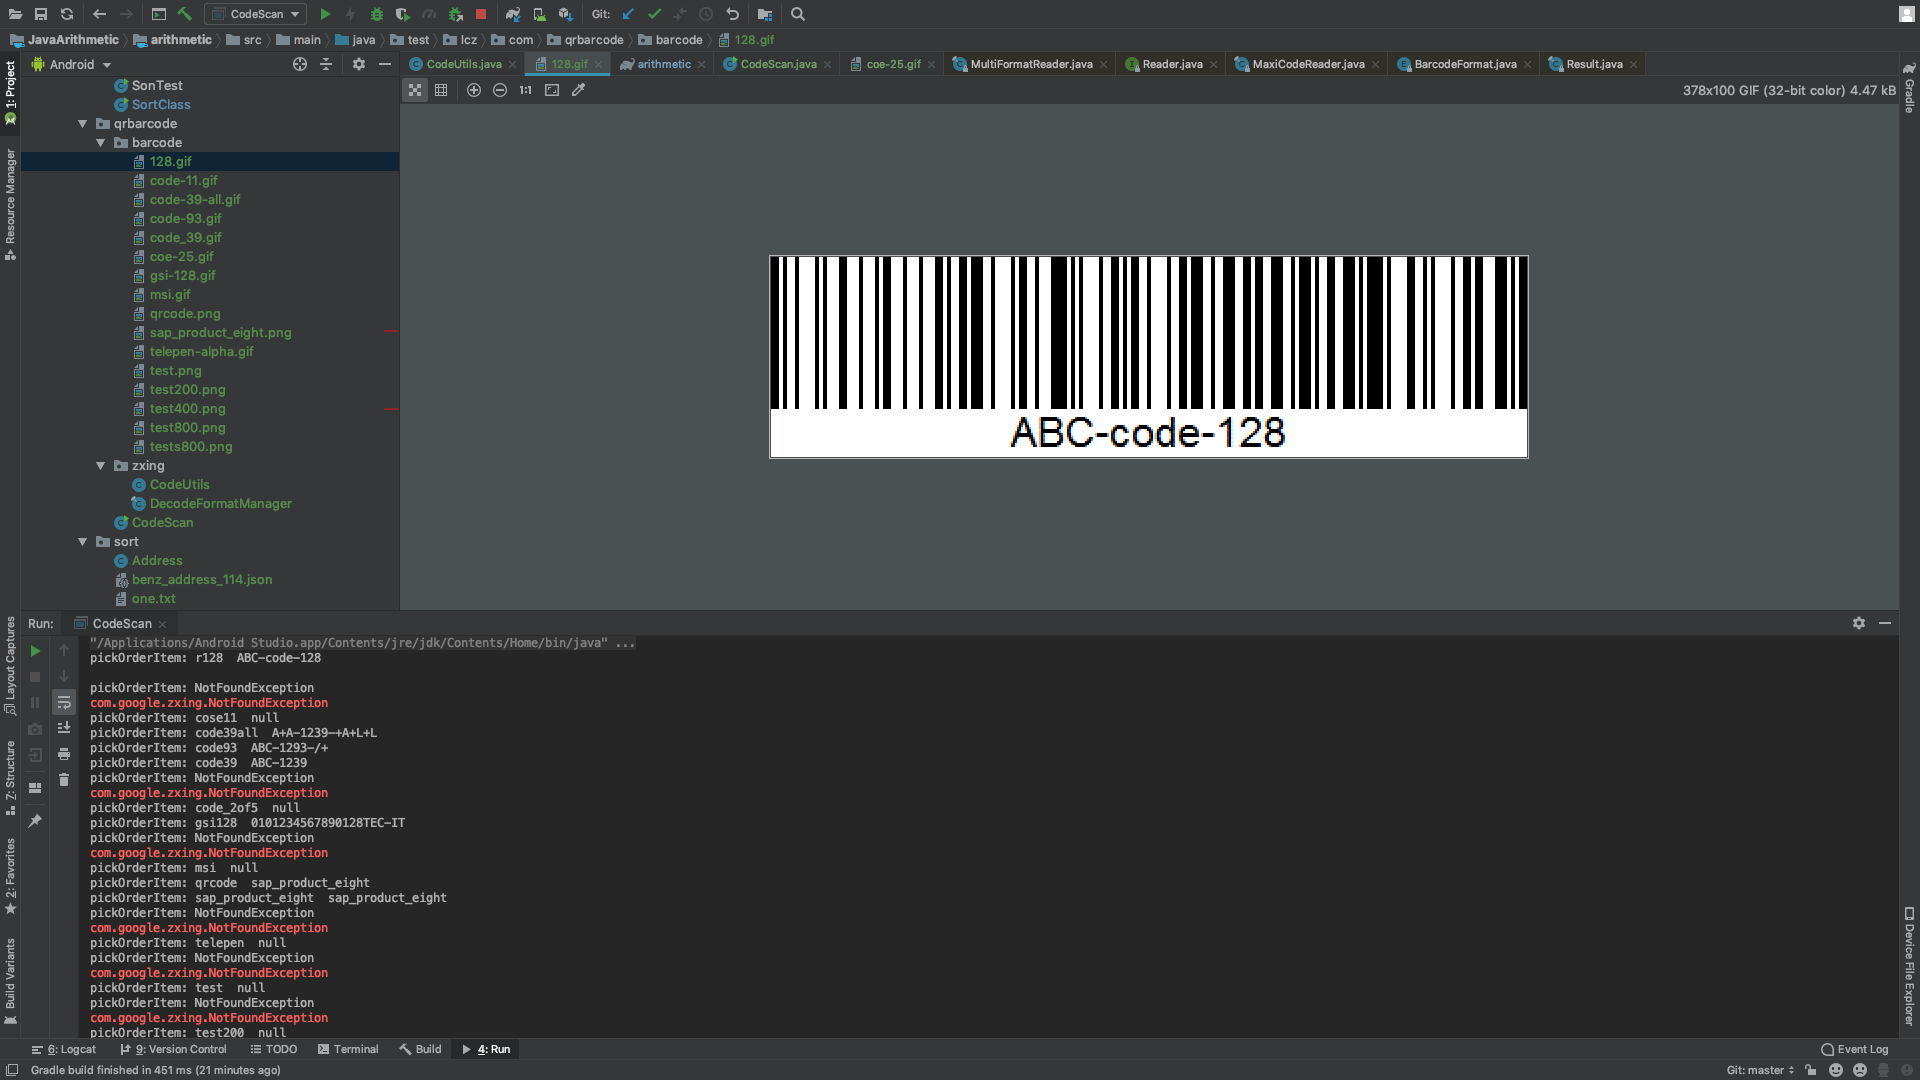 CodeScan
Git:
JavaArithmetic
arithmetic
src
main
java
test
lcz
com
qrbarcode
barcode
128.gif
Android
CodeUtils.java
128.gif
arithmetic
CodeScan.java
coe-25.gif
MultiFormatReader.java
Reader.java
MaxiCodeReader.java
BarcodeFormat.java
Result.java
1:1
378x100 GIF (32-bit color) 4.47 kB
1: Project
Resource Manager
Layout Captures
Z: Structure
2: Favorites
Build Variants
Gradle
Device File Explorer
SonTest
SortClass
qrbarcode
barcode
128.gif
code-11.gif
code-39-all.gif
code-93.gif
code_39.gif
coe-25.gif
gsi-128.gif
msi.gif
qrcode.png
sap_product_eight.png
telepen-alpha.gif
test.png
test200.png
test400.png
test800.png
tests800.png
zxing
CodeUtils
DecodeFormatManager
CodeScan
sort
Address
benz_address_114.json
one.txt
ABC-code-128
Run:
CodeScan
"/Applications/Android Studio.app/Contents/jre/jdk/Contents/Home/bin/java" ...
pickOrderItem: r128  ABC-code-128
pickOrderItem: NotFoundException
com.google.zxing.NotFoundException
pickOrderItem: cose11  null
pickOrderItem: code39all  A+A-1239-+A+L+L
pickOrderItem: code93  ABC-1293-/+
pickOrderItem: code39  ABC-1239
pickOrderItem: NotFoundException
com.google.zxing.NotFoundException
pickOrderItem: code_2of5  null
pickOrderItem: gsi128  0101234567890128TEC-IT
pickOrderItem: NotFoundException
com.google.zxing.NotFoundException
pickOrderItem: msi  null
pickOrderItem: qrcode  sap_product_eight
pickOrderItem: sap_product_eight  sap_product_eight
pickOrderItem: NotFoundException
com.google.zxing.NotFoundException
pickOrderItem: telepen  null
pickOrderItem: NotFoundException
com.google.zxing.NotFoundException
pickOrderItem: test  null
pickOrderItem: NotFoundException
com.google.zxing.NotFoundException
pickOrderItem: test200  null
6: Logcat
9: Version Control
TODO
Terminal
Build
4: Run
Event Log
Gradle build finished in 451 ms (21 minutes ago)
Git: master